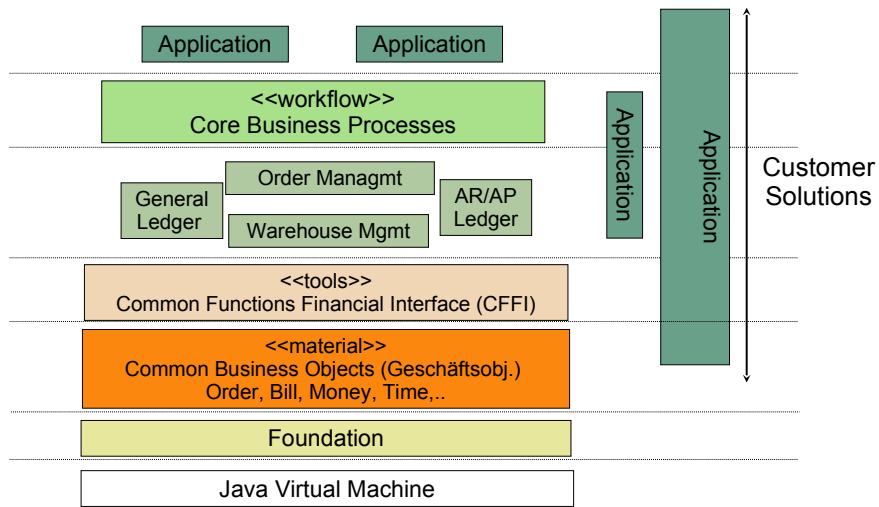 Application
Application
<<workflow>>
Core Business Processes
General
Ledger
Order Managmt
Warehouse Mgmt
AR/AP
Ledger
Application
Application
Customer
Solutions
<<tools>>
Common Functions Financial Interface (CFFI)
<<material>>
Common Business Objects (Geschäftsobj.)
Order, Bill, Money, Time,..
Foundation
Java Virtual Machine